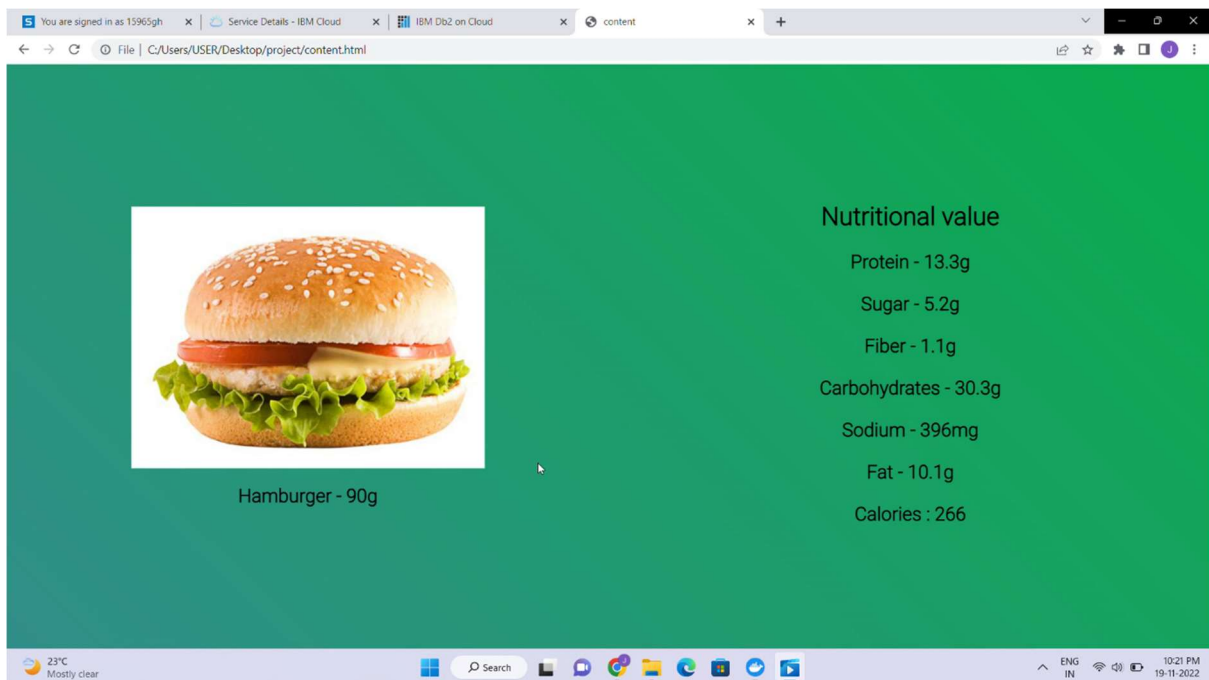 You are signed in as 15965gh
Service Details - IBM Cloud
IBM Db2 on Cloud
content
File
C:/Users/USER/Desktop/project/content.html
J
Nutritional value
Protein - 13.3g
Sugar - 5.2g
Fiber - 1.1g
Carbohydrates - 30.3g
Sodium - 396mg
Fat - 10.1g
Calories : 266
Hamburger - 90g
23°C
Mostly clear
Search
ENG
IN
10:21 PM
19-11-2022